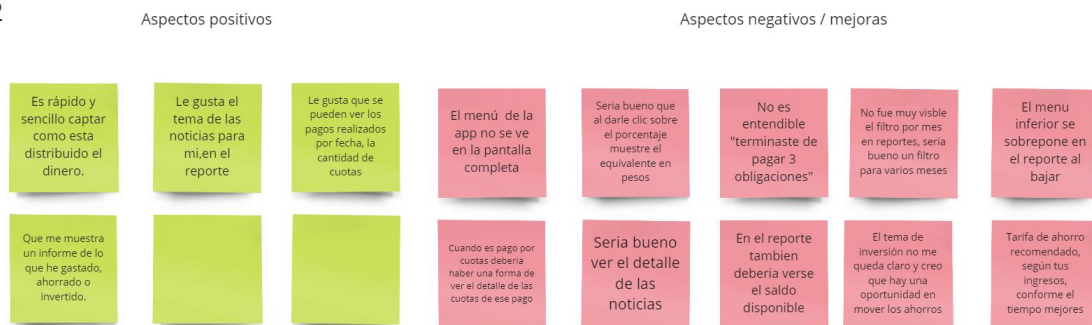 2
Aspectos positivos
Aspectos negativos / mejoras
Es rápido y
sencillo captar
como esta
distribuido el
dinero.
Le gusta el
tema de las
noticias para
mi,en el
reporte
Le gusta que se
pueden ver los
pagos realizados
por fecha, la
cantidad de
cuotas
El menú de la
app no se ve
en la pantalla
completa
Seria bueno que
al darle clic sobre
el porcentaje
muestre el
equivalente en
pesos
No es
entendible
"terminaste de
pagar 3
obligaciones"
No fue muy visble
el filtro por mes
en reportes, seria
bueno un filtro
para varios meses
El menu
inferior se
sobrepone en
el reporte al
bajar
Que me muestra
un informe de lo
que he gastado,
ahorrado o
invertido.
Cuando es pago por
cuotas deberia
haber una forma de
ver el detalle de las
cuotas de ese pago
Seria bueno
ver el detalle
de las
noticias
En el reporte
tambien
deberia verse
el saldo
disponible
El tema de
inversión no me
queda claro y creo
que hay una
oportunidad en
mover los ahorros
Tarifa de ahorro
recomendado,
según tus
ingresos,
conforme el
tiempo mejores